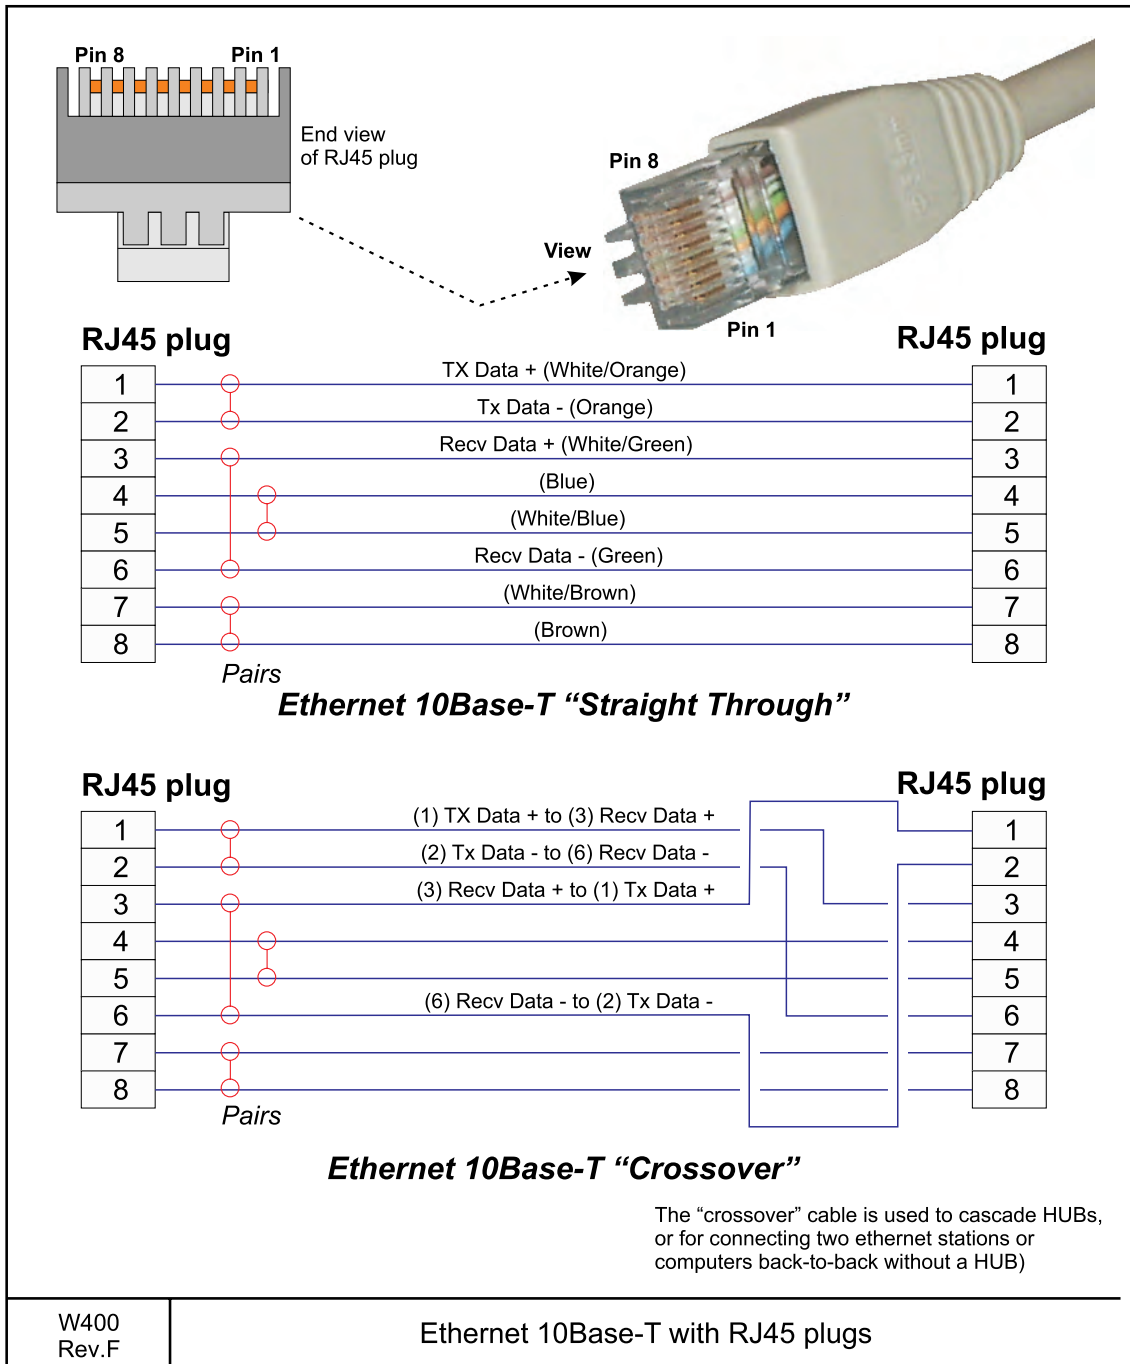 Pin 8
Pin 1
End view
of RJ45 plug
Pin 8
View
Pin 1
RJ45 plug
RJ45 plug
1
TX Data + (White/Orange)
1
2
Tx Data - (Orange)
2
3
Recv Data + (White/Green)
3
4
(Blue)
4
5
(White/Blue)
5
6
Recv Data - (Green)
6
7
(White/Brown)
7
8
(Brown)
8
Pairs
Ethernet 10Base-T “Straight Through”
RJ45 plug
RJ45 plug
1
(1) TX Data + to (3) Recv Data +
1
2
(2) Tx Data - to (6) Recv Data -
2
3
(3) Recv Data + to (1) Tx Data +
3
4
4
5
5
6
(6) Recv Data - to (2) Tx Data -
6
7
7
8
8
Pairs
Ethernet 10Base-T “Crossover”
The “crossover” cable is used to cascade HUBs,
or for connecting two ethernet stations or
computers back-to-back without a HUB)
W400
Rev.F
Ethernet 10Base-T with RJ45 plugs